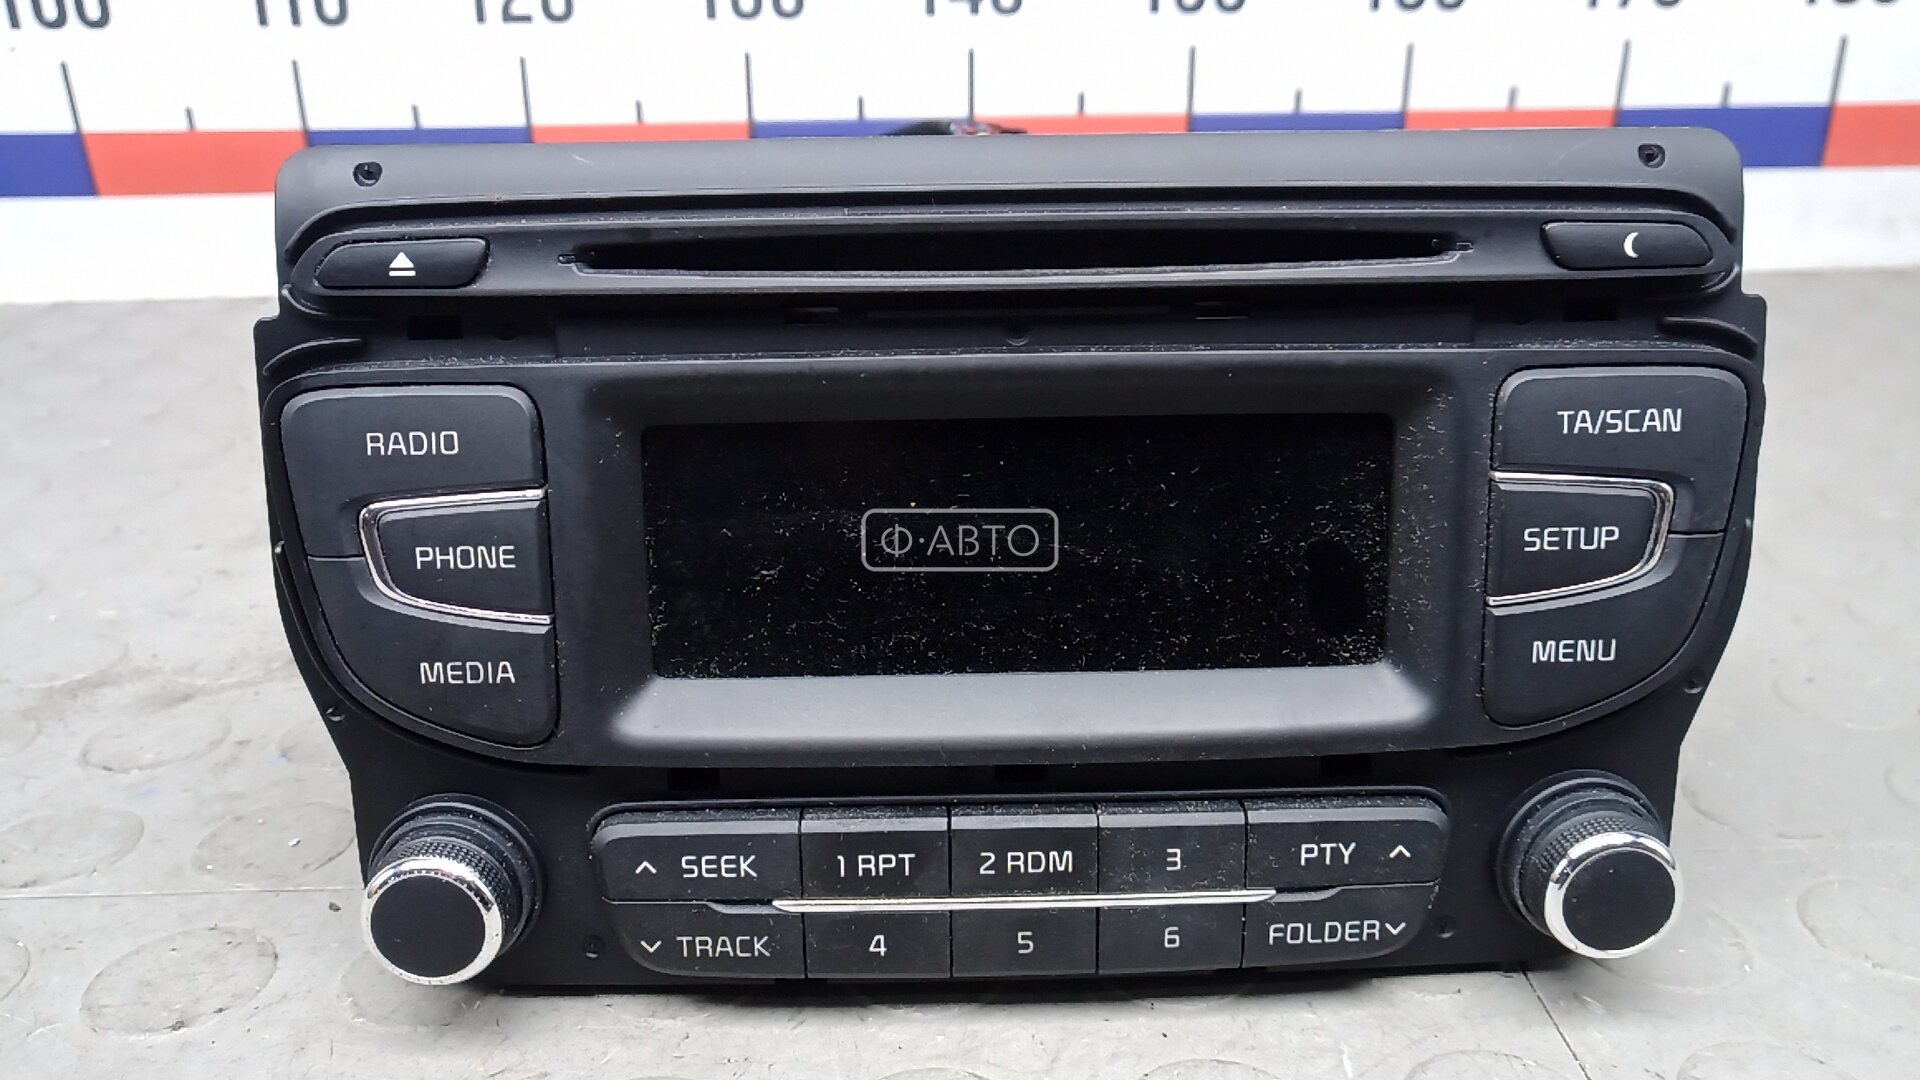 RADIO
TA/SCAN
PHONE
Ф·АВТО
SETUP
MEDIA
MENU
SEEK
1 RPT
2 RDM
3
PTY
TRACK
4
5
6
FOLDER